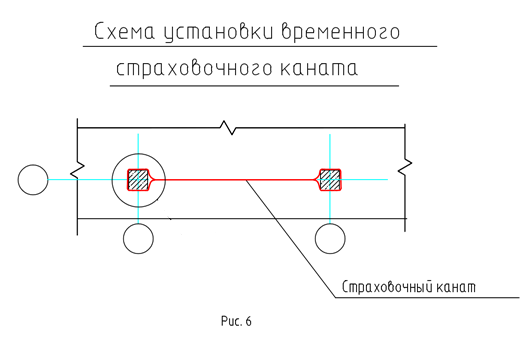 Схема установки временного
страховочного каната
Страховочный канат
Рис. 6